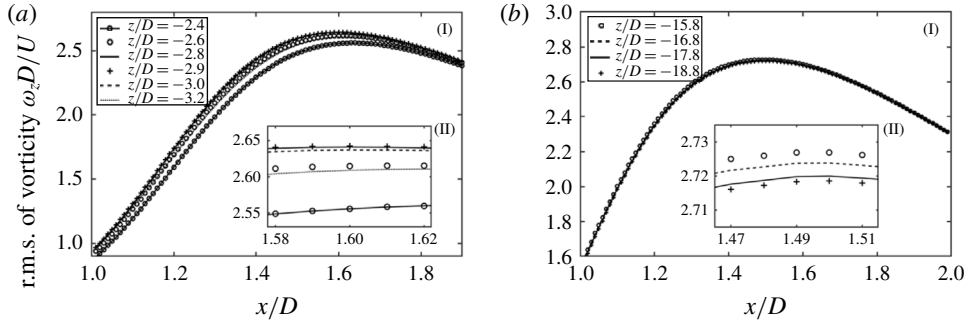 (a)
(I)
z/D = −2.4
z/D = −2.6
z/D = −2.8
z/D = −2.9
z/D = −3.0
z/D = −3.2
r.m.s. of vorticity ω_zD/U
2.5
2.0
1.5
1.0
(II)
2.65
2.60
2.55
1.58 1.60 1.62
1.0 1.2 1.4 1.6 1.8
x/D
(b)
(I)
z/D = −15.8
z/D = −16.8
z/D = −17.8
z/D = −18.8
3.0
2.8
2.6
2.4
2.2
2.0
1.8
1.6
(II)
2.73
2.72
2.71
1.47 1.49 1.51
1.0 1.2 1.4 1.6 1.8 2.0
x/D